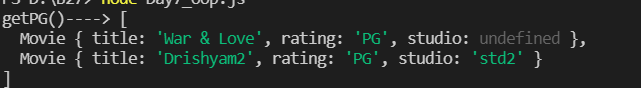 getPG()----> [
  Movie { title: 'War & Love', rating: 'PG', studio: undefined },
  Movie { title: 'Drishyam2', rating: 'PG', studio: 'std2' }
]